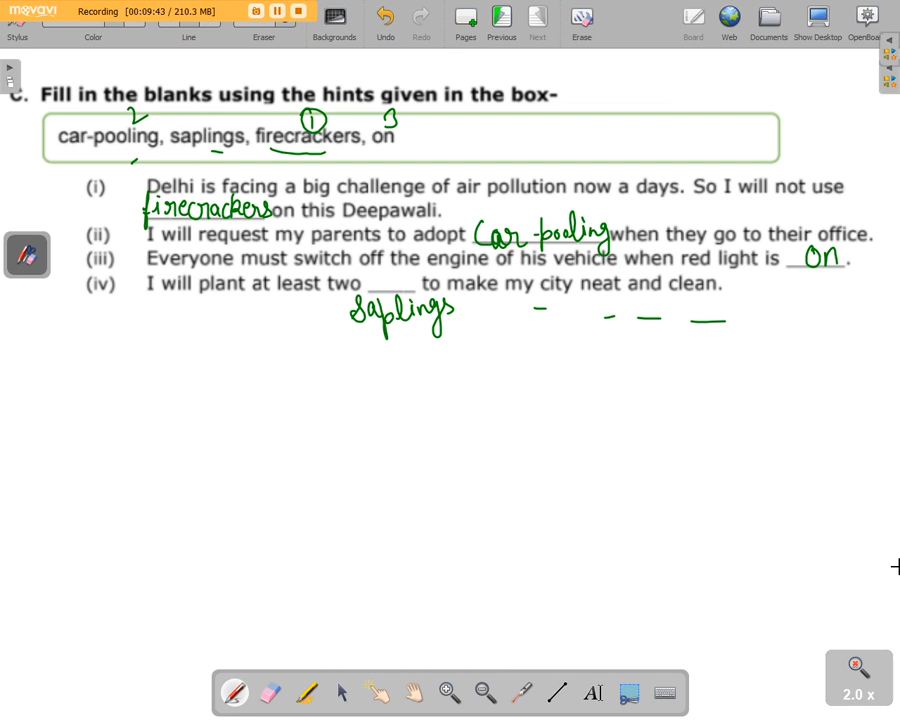 movavi Recording [00:09:43 / 210.3 MB]
Stylus Color Line Eraser Backgrounds Undo Redo Pages Previous Next Erase Board Web Documents Show Desktop OpenBoa
C. Fill in the blanks using the hints given in the box-
2 1 3
car-pooling, saplings, firecrackers, on
(i) Delhi is facing a big challenge of air pollution now a days. So I will not use
firecrackers on this Deepawali.
(ii) I will request my parents to adopt car-pooling when they go to their office.
(iii) Everyone must switch off the engine of his vehicle when red light is on.
(iv) I will plant at least two ____ to make my city neat and clean.
Saplings
2.0 x